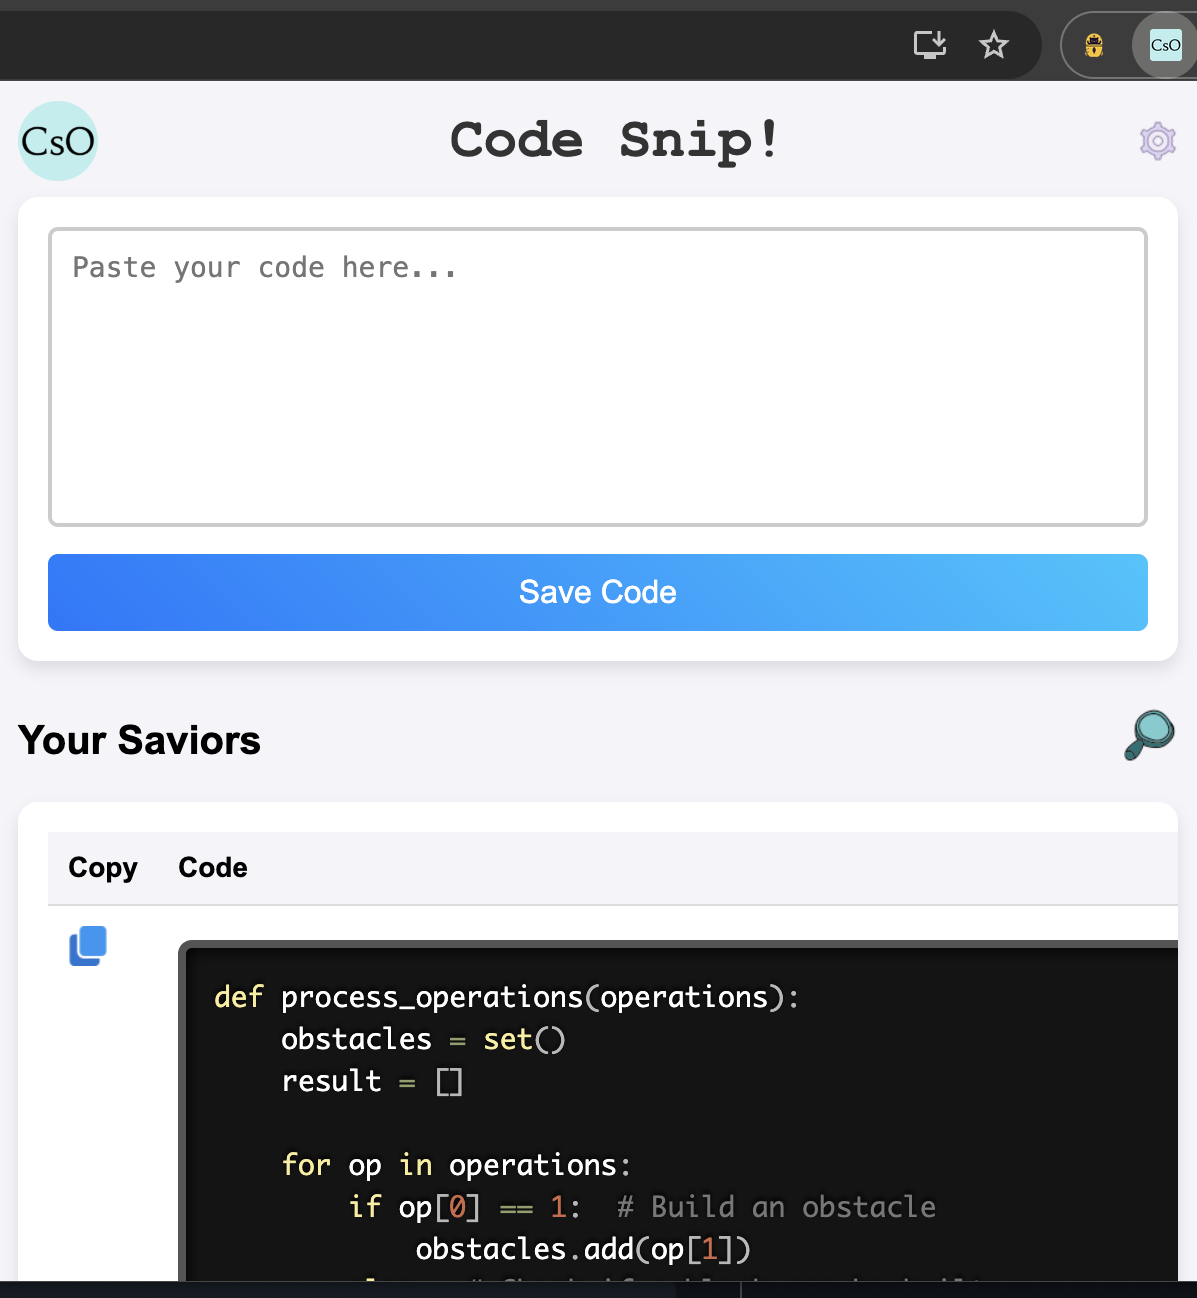 CsO
CsO
Code Snip!
Paste your code here...
Save Code
Your Saviors
Copy Code
def process_operations(operations):
    obstacles = set()
    result = []
    for op in operations:
        if op[0] == 1:  # Build an obstacle
            obstacles.add(op[1])